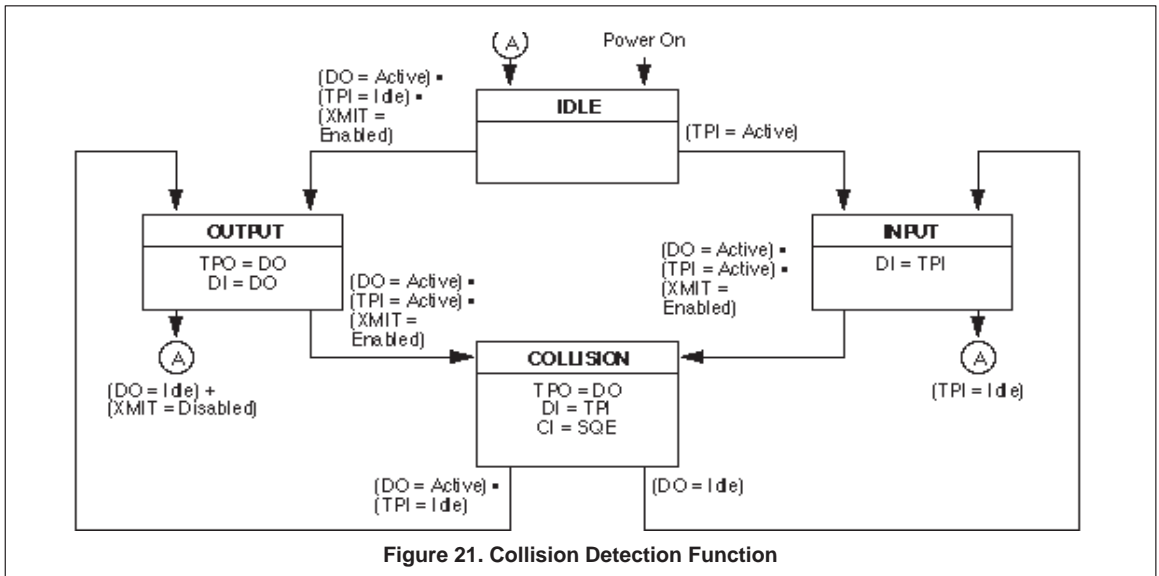 A
Power On
(DO = Active) ▪
(TPI = Idle) ▪
(XMIT =
Enabled)
IDLE
(TPI = Active)
OUTPUT
TPO = DO
DI = DO
INPUT
DI = TPI
(DO = Active) ▪
(TPI = Active) ▪
(XMIT =
Enabled)
(DO = Active) ▪
(TPI = Active) ▪
(XMIT =
Enabled)
A
(DO = Idle) +
(XMIT = Disabled)
COLLISION
TPO = DO
DI = TPI
CI = SQE
A
(TPI = Idle)
(DO = Active) ▪
(TPI = Idle)
(DO = Idle)
Figure 21. Collision Detection Function